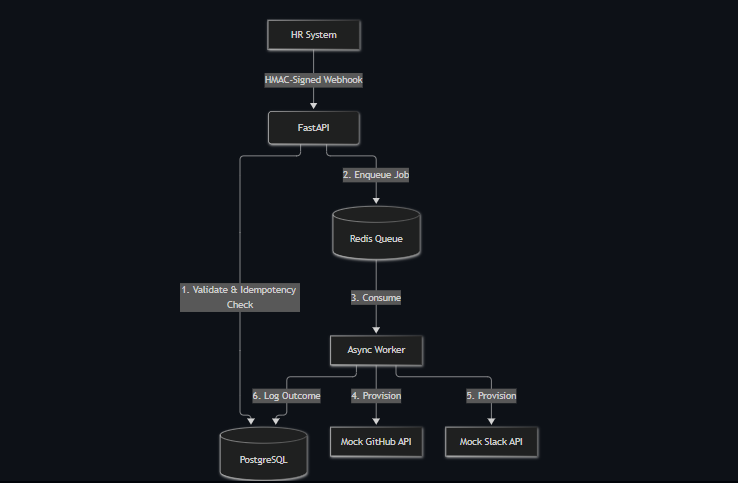 HR System
HMAC-Signed Webhook
FastAPI
2. Enqueue Job
Redis Queue
1. Validate & Idempotency
Check
3. Consume
Async Worker
6. Log Outcome
4. Provision
5. Provision
PostgreSQL
Mock GitHub API
Mock Slack API